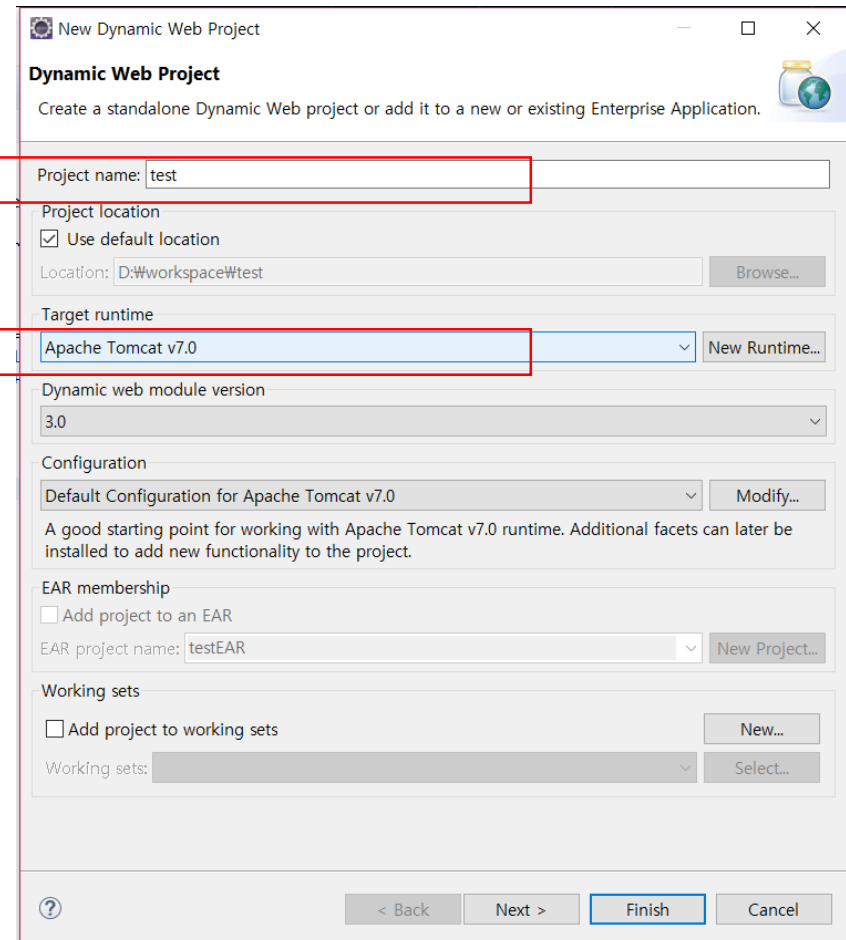 New Dynamic Web Project
Dynamic Web Project
Create a standalone Dynamic Web project or add it to a new or existing Enterprise Application.
Project name: test
Project location
Use default location
Location: D:₩workspace₩test Browse...
Target runtime
Apache Tomcat v7.0 New Runtime...
Dynamic web module version
3.0
Configuration
Default Configuration for Apache Tomcat v7.0 Modify...
A good starting point for working with Apache Tomcat v7.0 runtime. Additional facets can later be
installed to add new functionality to the project.
EAR membership
Add project to an EAR
EAR project name: testEAR New Project...
Working sets
Add project to working sets New...
Working sets: Select...
? < Back Next > Finish Cancel